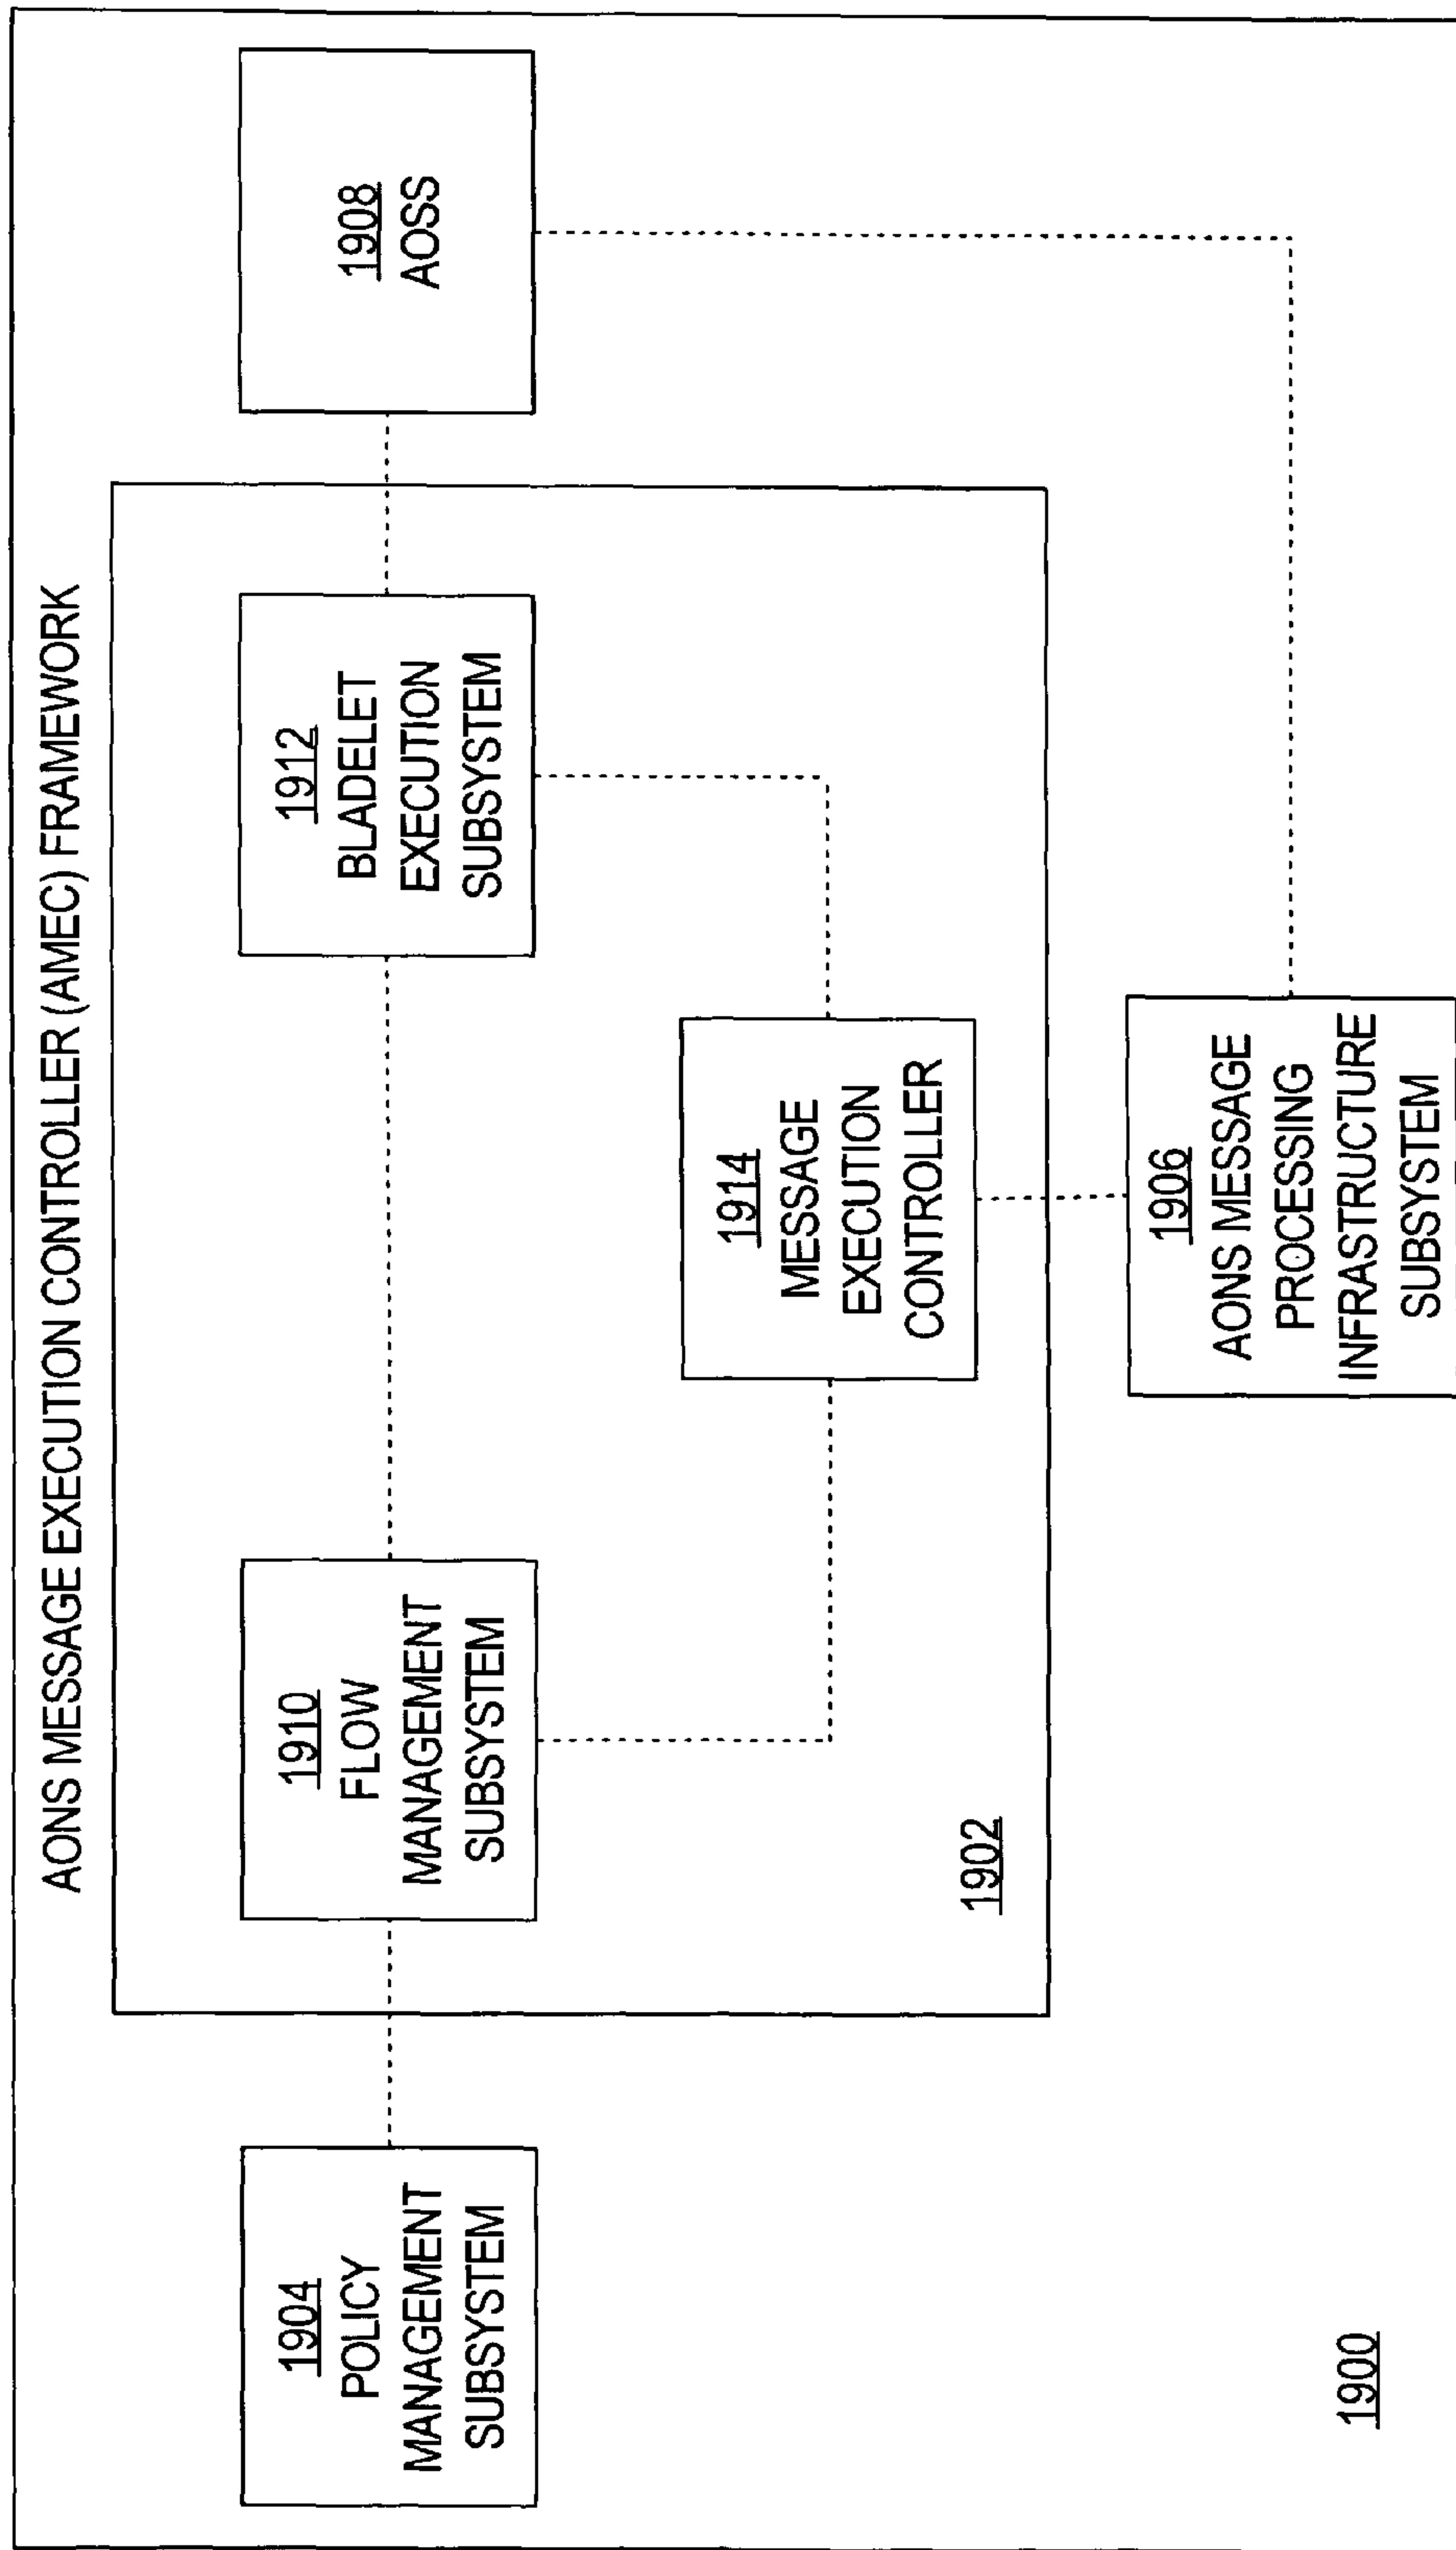 AONS MESSAGE EXECUTION CONTROLLER (AMEC) FRAMEWORK
1904
POLICY
MANAGEMENT
SUBSYSTEM
1910
FLOW
MANAGEMENT
SUBSYSTEM
1912
BLADELET
EXECUTION
SUBSYSTEM
1908
AOSS
1914
MESSAGE
EXECUTION
CONTROLLER
1902
1906
AONS MESSAGE
PROCESSING
INFRASTRUCTURE
SUBSYSTEM
1900